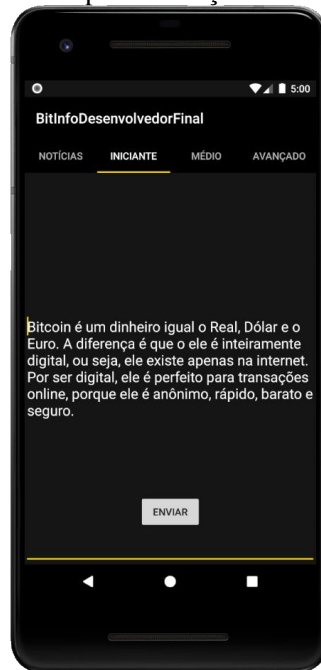 5:00
BitInfoDesenvolvedorFinal
NOTÍCIAS INICIANTE MÉDIO AVANÇADO
Bitcoin é um dinheiro igual o Real, Dólar e o
Euro. A diferença é que o ele é inteiramente
digital, ou seja, ele existe apenas na internet.
Por ser digital, ele é perfeito para transações
online, porque ele é anônimo, rápido, barato e
seguro.
ENVIAR